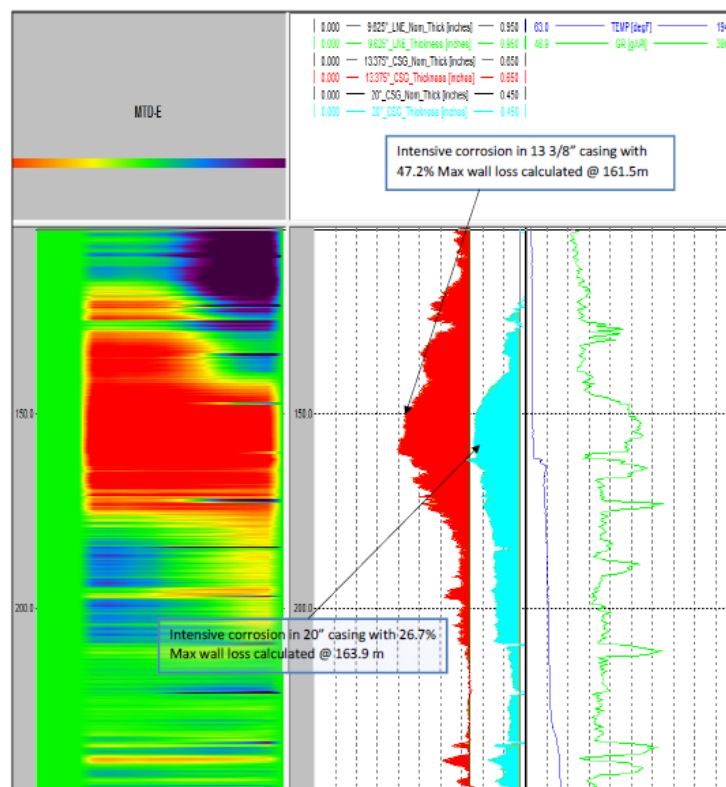 0.000 — 9.625"_LNE_Nom_Thick [inches] — 0.950
63.0 — TEMP [degF] — 194
0.000 — 9.625"_LNE_Thickness [inches] — 0.950
48.9 — GR [gAPI]
0.000 — 13.375"_CSG_Nom_Thick [inches] — 0.650
0.000 — 13.375"_CSG_Thickness [inches] — 0.650
0.000 — 20"_CSG_Nom_Thick [inches] — 0.450
0.000 — 20"_CSG_Thickness [inches] — 0.450
MTD-E
Intensive corrosion in 13 3/8" casing with
47.2% Max wall loss calculated @ 161.5m
150.0
150.0
200.0
200.0
Intensive corrosion in 20" casing with 26.7%
Max wall loss calculated @ 163.9 m